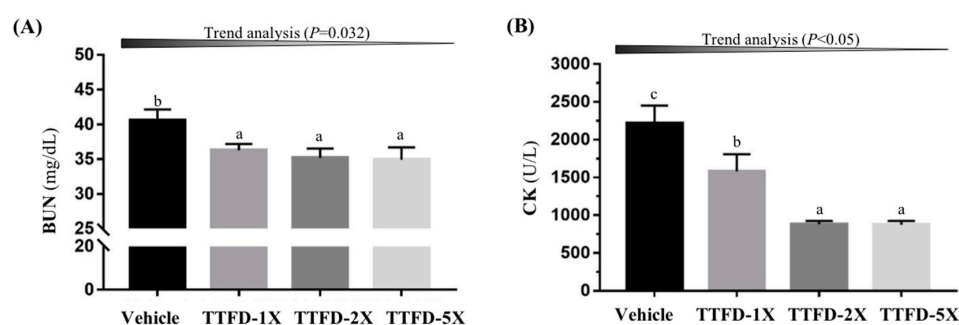 (A)
Trend analysis (P=0.032)
BUN (mg/dL)
50
45
40
35
30
25
20
0
b
a
a
a
Vehicle TTFD-1X TTFD-2X TTFD-5X
(B)
Trend analysis (P<0.05)
CK (U/L)
3000
2500
2000
1500
1000
500
0
c
b
a
a
Vehicle TTFD-1X TTFD-2X TTFD-5X